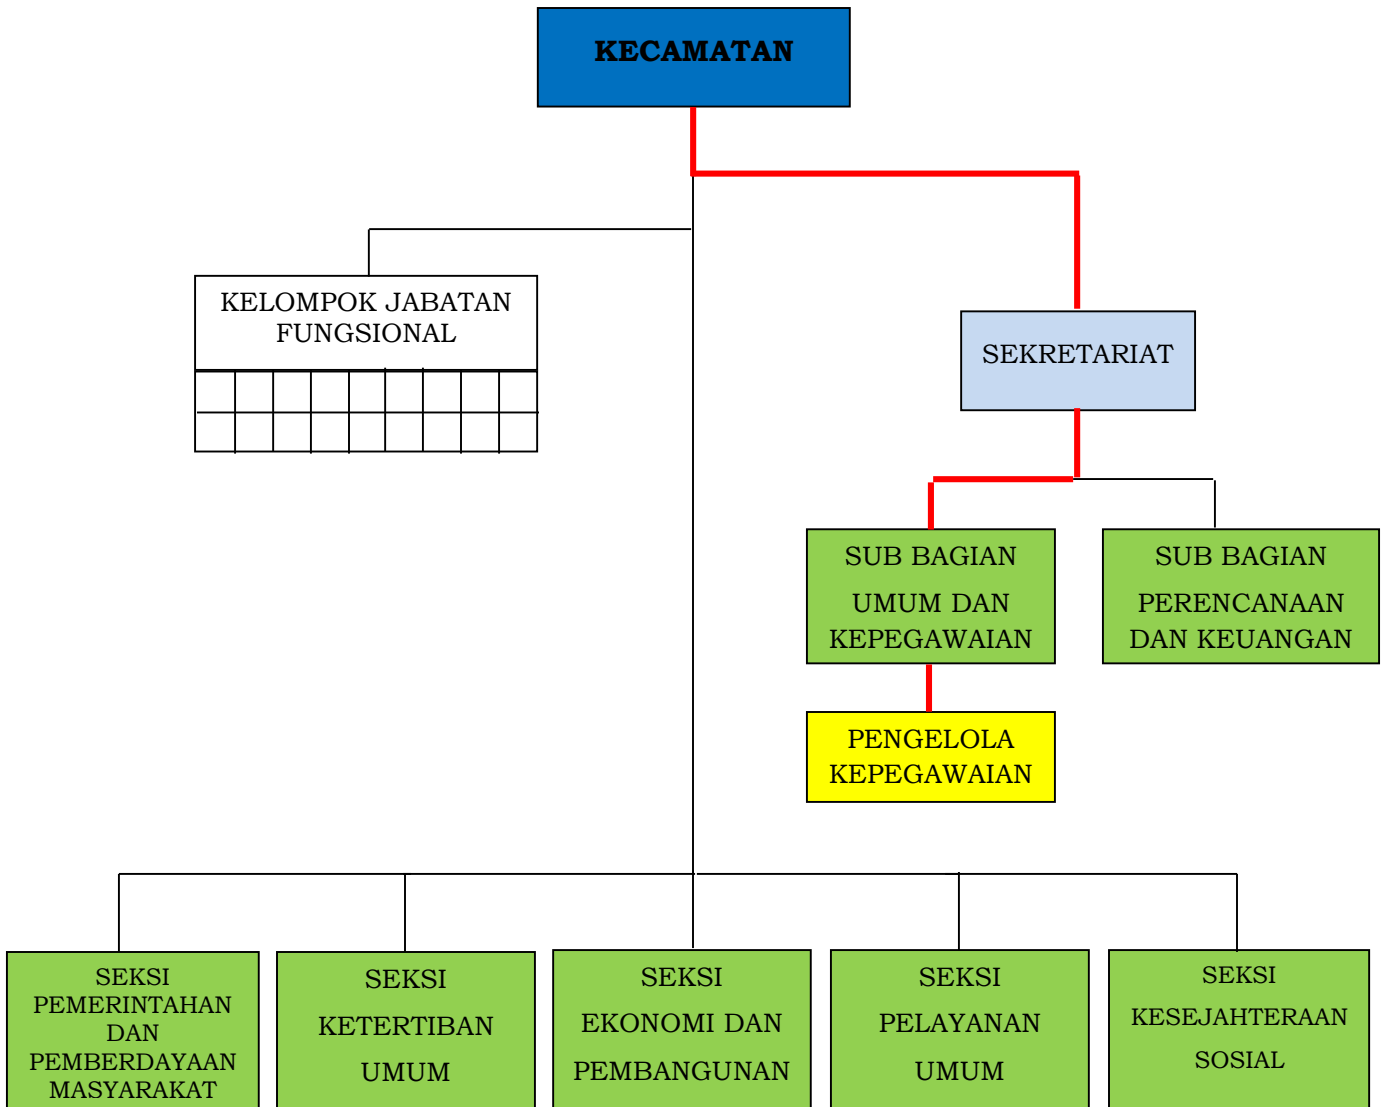 KECAMATAN
KELOMPOK JABATAN
FUNGSIONAL
SEKRETARIAT
SUB BAGIAN
UMUM DAN
KEPEGAWAIAN
SUB BAGIAN
PERENCANAAN
DAN KEUANGAN
PENGELOLA
KEPEGAWAIAN
SEKSI
PEMERINTAHAN
DAN
PEMBERDAYAAN
MASYARAKAT
SEKSI
KETERTIBAN
UMUM
SEKSI
EKONOMI DAN
PEMBANGUNAN
SEKSI
PELAYANAN
UMUM
SEKSI
KESEJAHTERAAN
SOSIAL